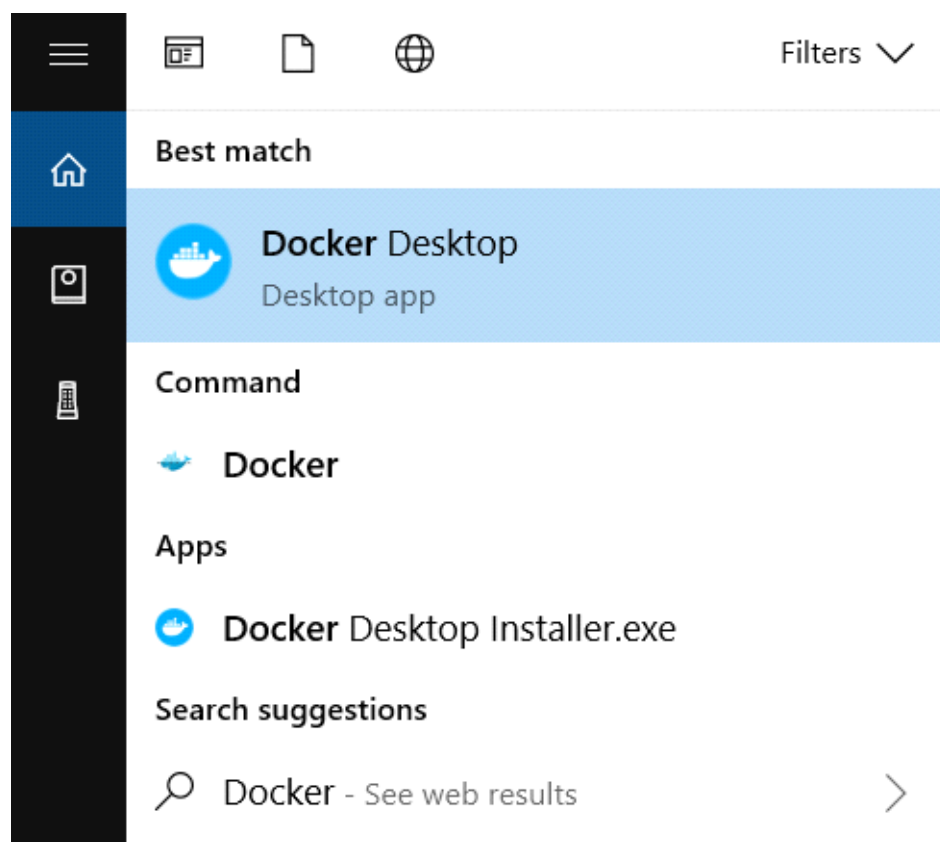 Filters
Best match
Docker Desktop
Desktop app
Command
Docker
Apps
Docker Desktop Installer.exe
Search suggestions
Docker - See web results